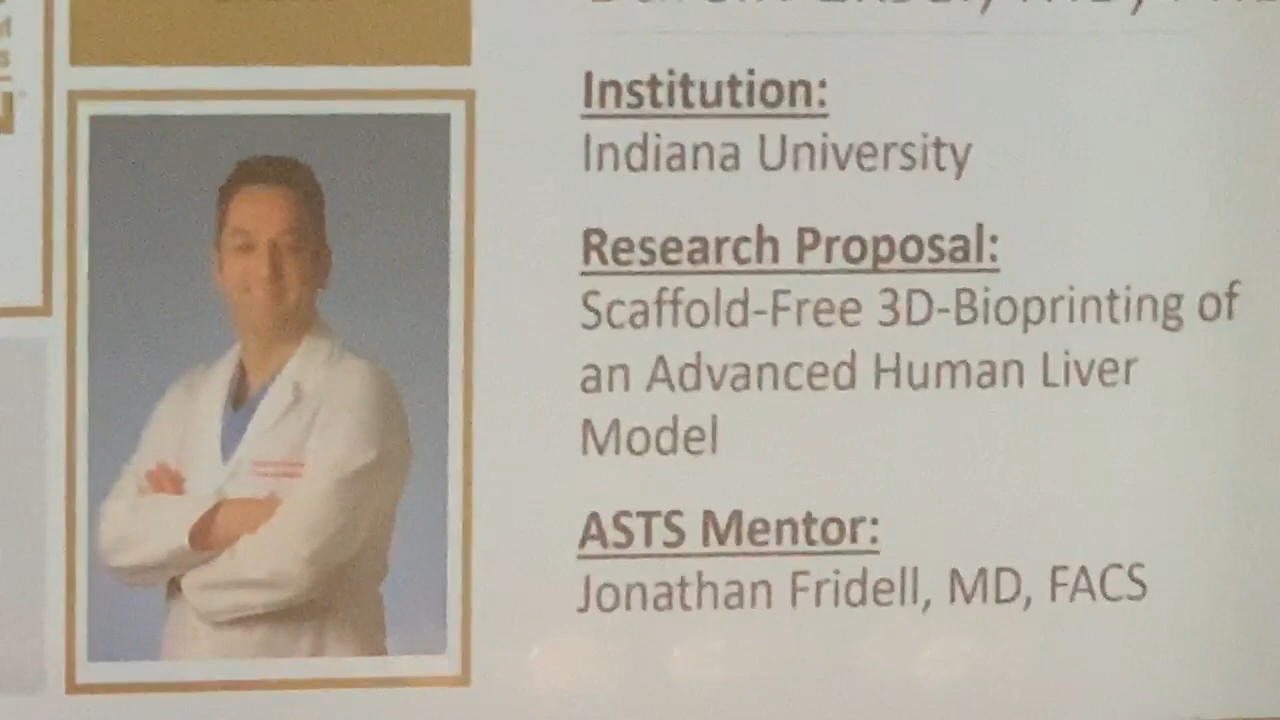 Institution:
Indiana University
Research Proposal:
Scaffold-Free 3D-Bioprinting of
an Advanced Human Liver
Model
ASTS Mentor:
Jonathan Fridell, MD, FACS